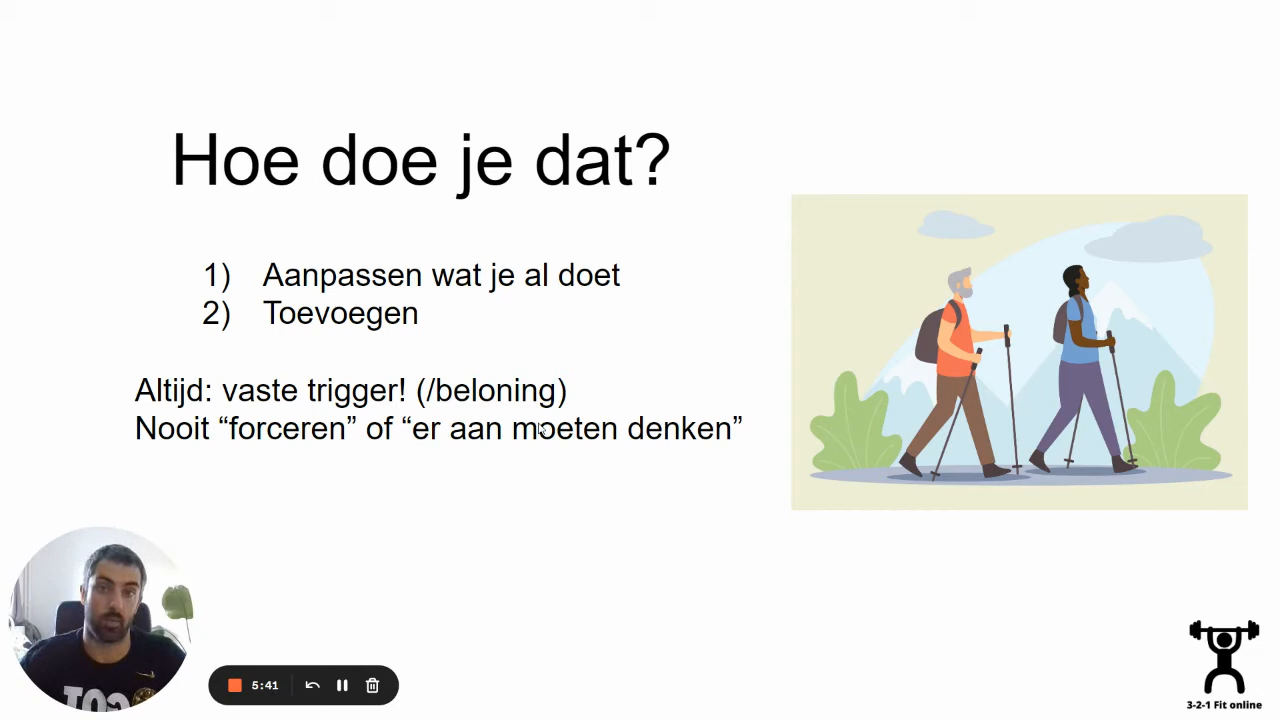 Hoe doe je dat?
1) Aanpassen wat je al doet
2) Toevoegen
Altijd: vaste trigger! (/beloning)
Nooit “forceren” of “er aan moeten denken”
5:41
3-2-1 Fit online